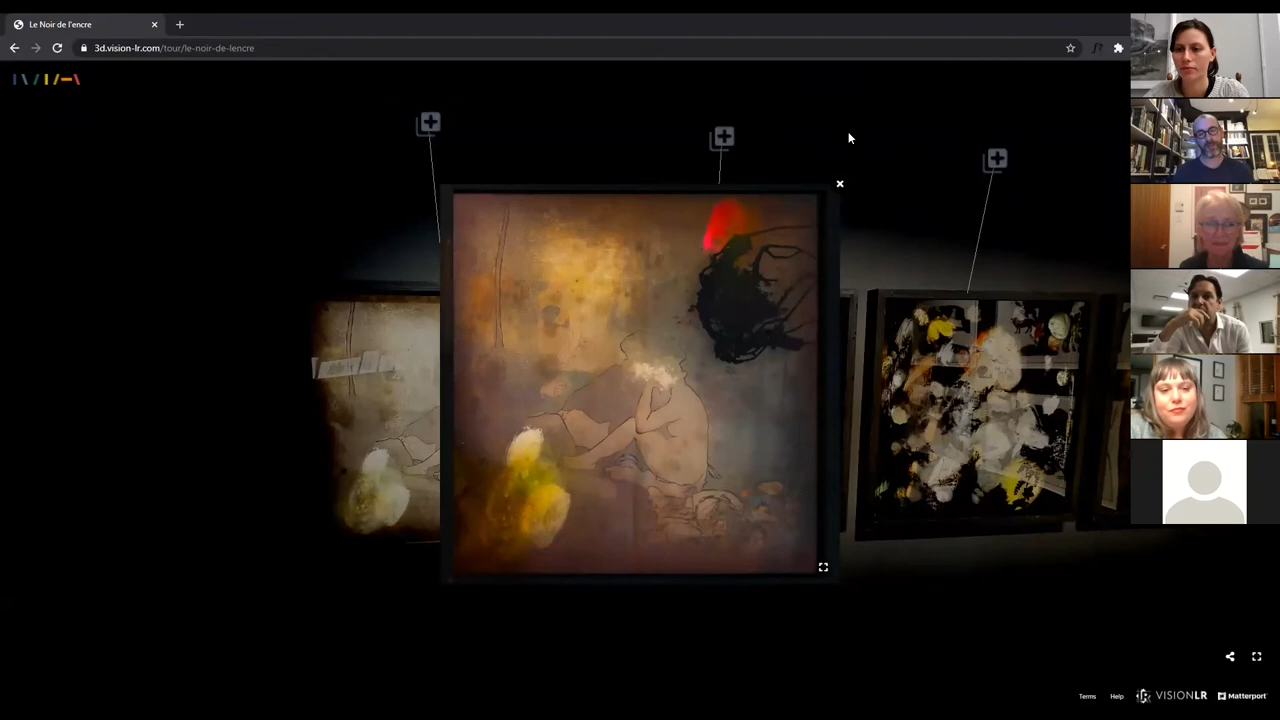 Le Noir de l'encre
3d.vision-lr.com/tour/le-noir-de-lencre
f?
Terms
Help
VISIONLR
Matterport